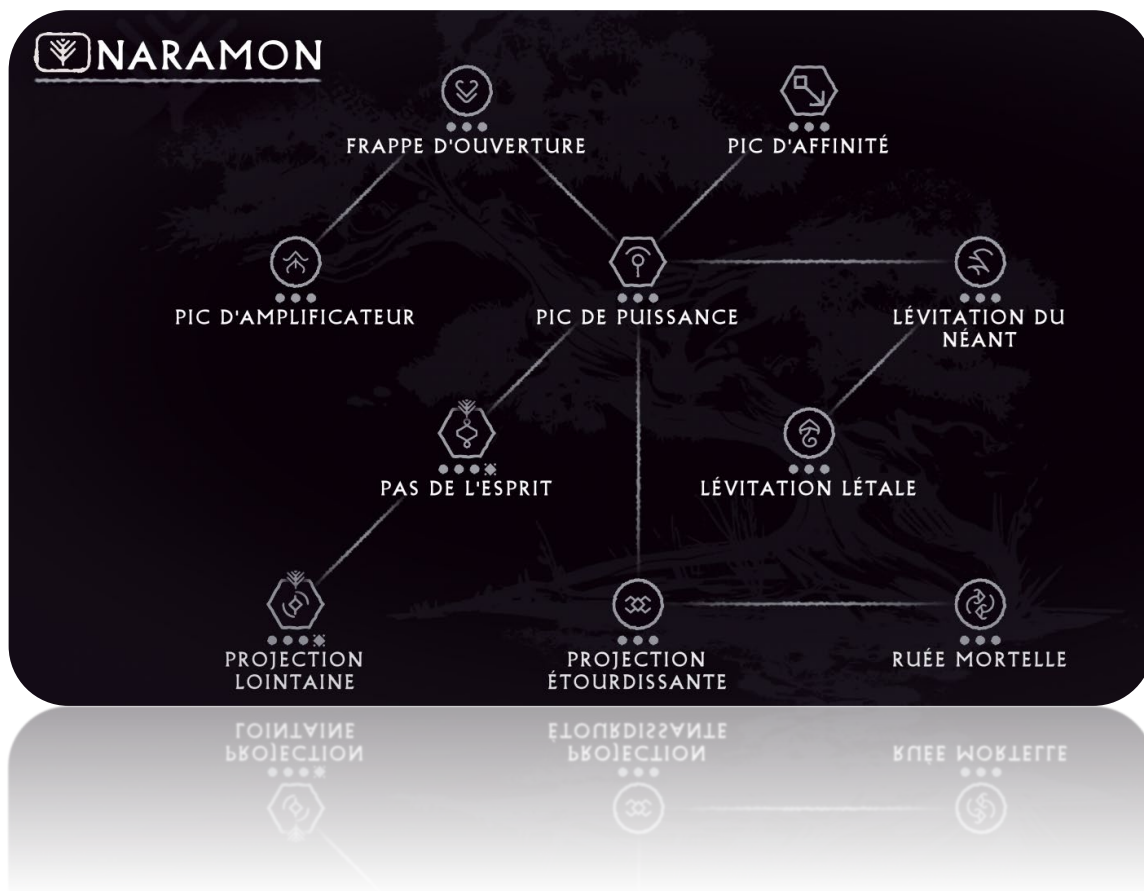 NARAMON
FRAPPE D'OUVERTURE
PIC D'AFFINITÉ
PIC D'AMPLIFICATEUR
PIC DE PUISSANCE
LÉVITATION DU
NÉANT
PAS DE L'ESPRIT
LÉVITATION LÉTALE
PROJECTION
LOINTAINE
PROJECTION
ÉTOURDISSANTE
RUÉE MORTELLE